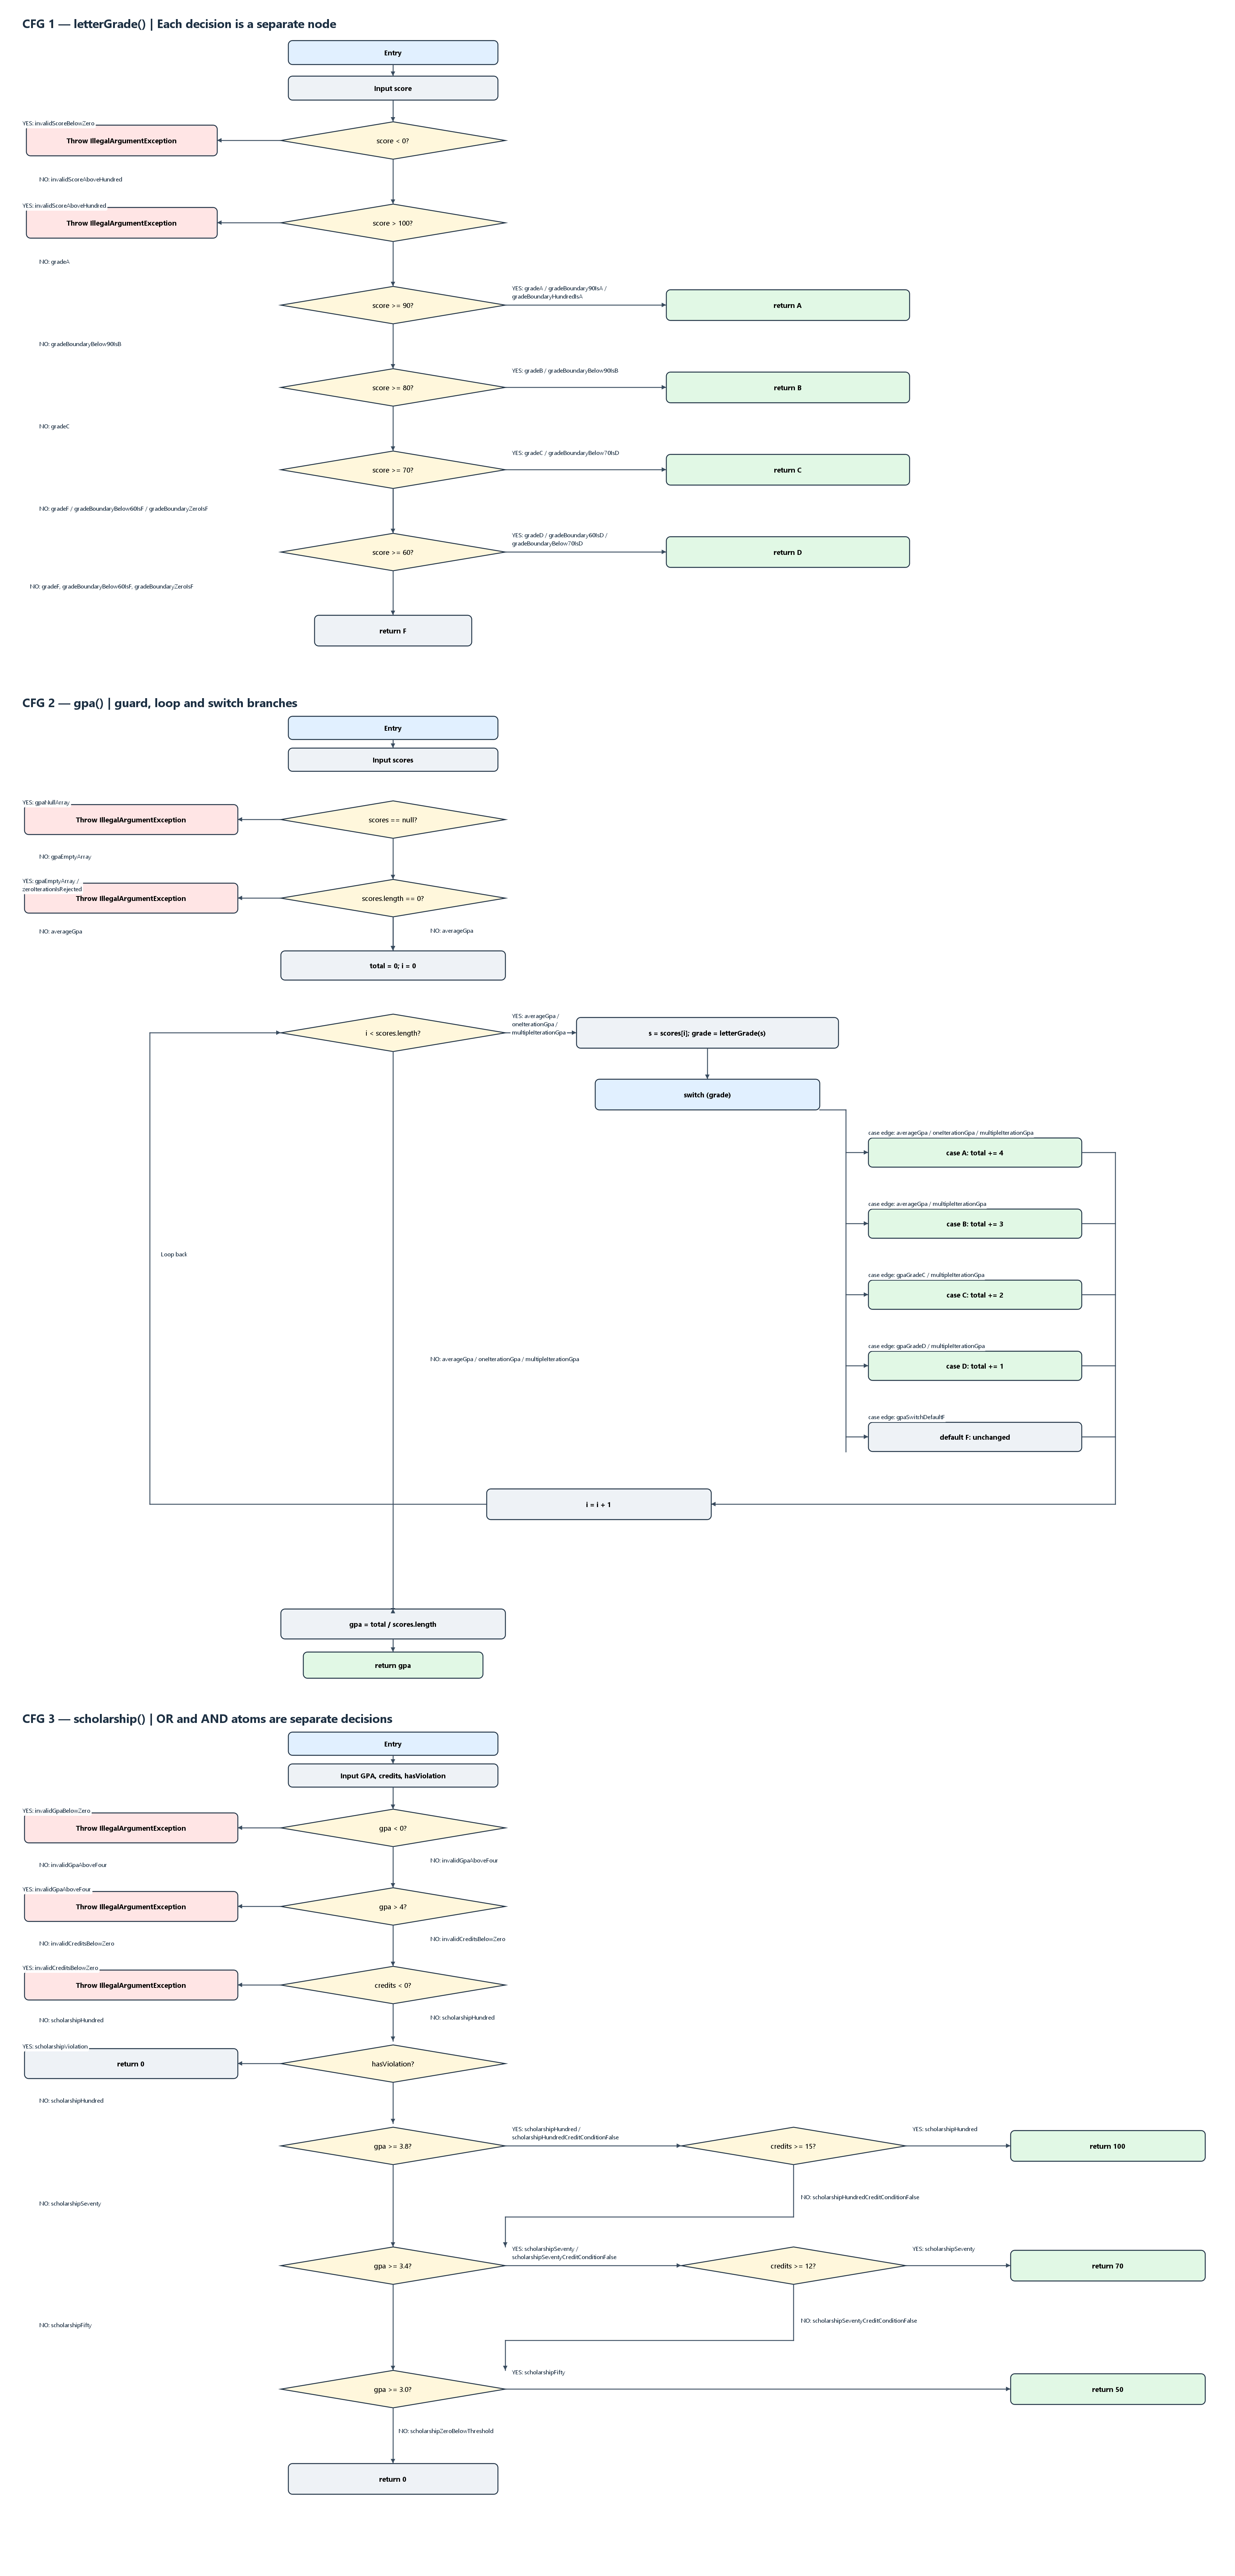 CFG 1 — letterGrade() | Each decision is a separate node
Entry
Input score
YES: invalidScoreBelowZero
Throw IllegalArgumentException
score < 0?
NO: invalidScoreAboveHundred
YES: invalidScoreAboveHundred
Throw IllegalArgumentException
score > 100?
NO: gradeA
score >= 90?
YES: gradeA / gradeBoundary90IsA /
gradeBoundaryHundredIsA
return A
NO: gradeBoundaryBelow90IsB
score >= 80?
YES: gradeB / gradeBoundaryBelow90IsB
return B
NO: gradeC
score >= 70?
YES: gradeC / gradeBoundaryBelow70IsD
return C
NO: gradeF / gradeBoundaryBelow60IsF / gradeBoundaryZeroIsF
score >= 60?
YES: gradeD / gradeBoundary60IsD /
gradeBoundaryBelow70IsD
return D
NO: gradeF, gradeBoundaryBelow60IsF, gradeBoundaryZeroIsF
return F
CFG 2 — gpa() | guard, loop and switch branches
Entry
Input scores
YES: gpaNullArray
Throw IllegalArgumentException
scores == null?
NO: gpaEmptyArray
YES: gpaEmptyArray /
zeroIterationIsRejected
Throw IllegalArgumentException
scores.length == 0?
NO: averageGpa
NO: averageGpa
total = 0; i = 0
i < scores.length?
YES: averageGpa /
oneIterationGpa /
multipleIterationGpa
s = scores[i]; grade = letterGrade(s)
switch (grade)
case edge: averageGpa / oneIterationGpa / multipleIterationGpa
case A: total += 4
case edge: averageGpa / multipleIterationGpa
case B: total += 3
Loop back
case edge: gpaGradeC / multipleIterationGpa
case C: total += 2
NO: averageGpa / oneIterationGpa / multipleIterationGpa
case edge: gpaGradeD / multipleIterationGpa
case D: total += 1
case edge: gpaSwitchDefaultF
default F: unchanged
i = i + 1
gpa = total / scores.length
return gpa
CFG 3 — scholarship() | OR and AND atoms are separate decisions
Entry
Input GPA, credits, hasViolation
YES: invalidGpaBelowZero
Throw IllegalArgumentException
gpa < 0?
NO: invalidGpaAboveFour
NO: invalidGpaAboveFour
YES: invalidGpaAboveFour
Throw IllegalArgumentException
gpa > 4?
NO: invalidCreditsBelowZero
NO: invalidCreditsBelowZero
YES: invalidCreditsBelowZero
Throw IllegalArgumentException
credits < 0?
NO: scholarshipHundred
NO: scholarshipHundred
YES: scholarshipViolation
return 0
hasViolation?
NO: scholarshipHundred
gpa >= 3.8?
YES: scholarshipHundred /
scholarshipHundredCreditConditionFalse
credits >= 15?
YES: scholarshipHundred
return 100
NO: scholarshipHundredCreditConditionFalse
NO: scholarshipSeventy
gpa >= 3.4?
YES: scholarshipSeventy /
scholarshipSeventyCreditConditionFalse
credits >= 12?
YES: scholarshipSeventy
return 70
NO: scholarshipSeventyCreditConditionFalse
NO: scholarshipFifty
gpa >= 3.0?
YES: scholarshipFifty
return 50
NO: scholarshipZeroBelowThreshold
return 0